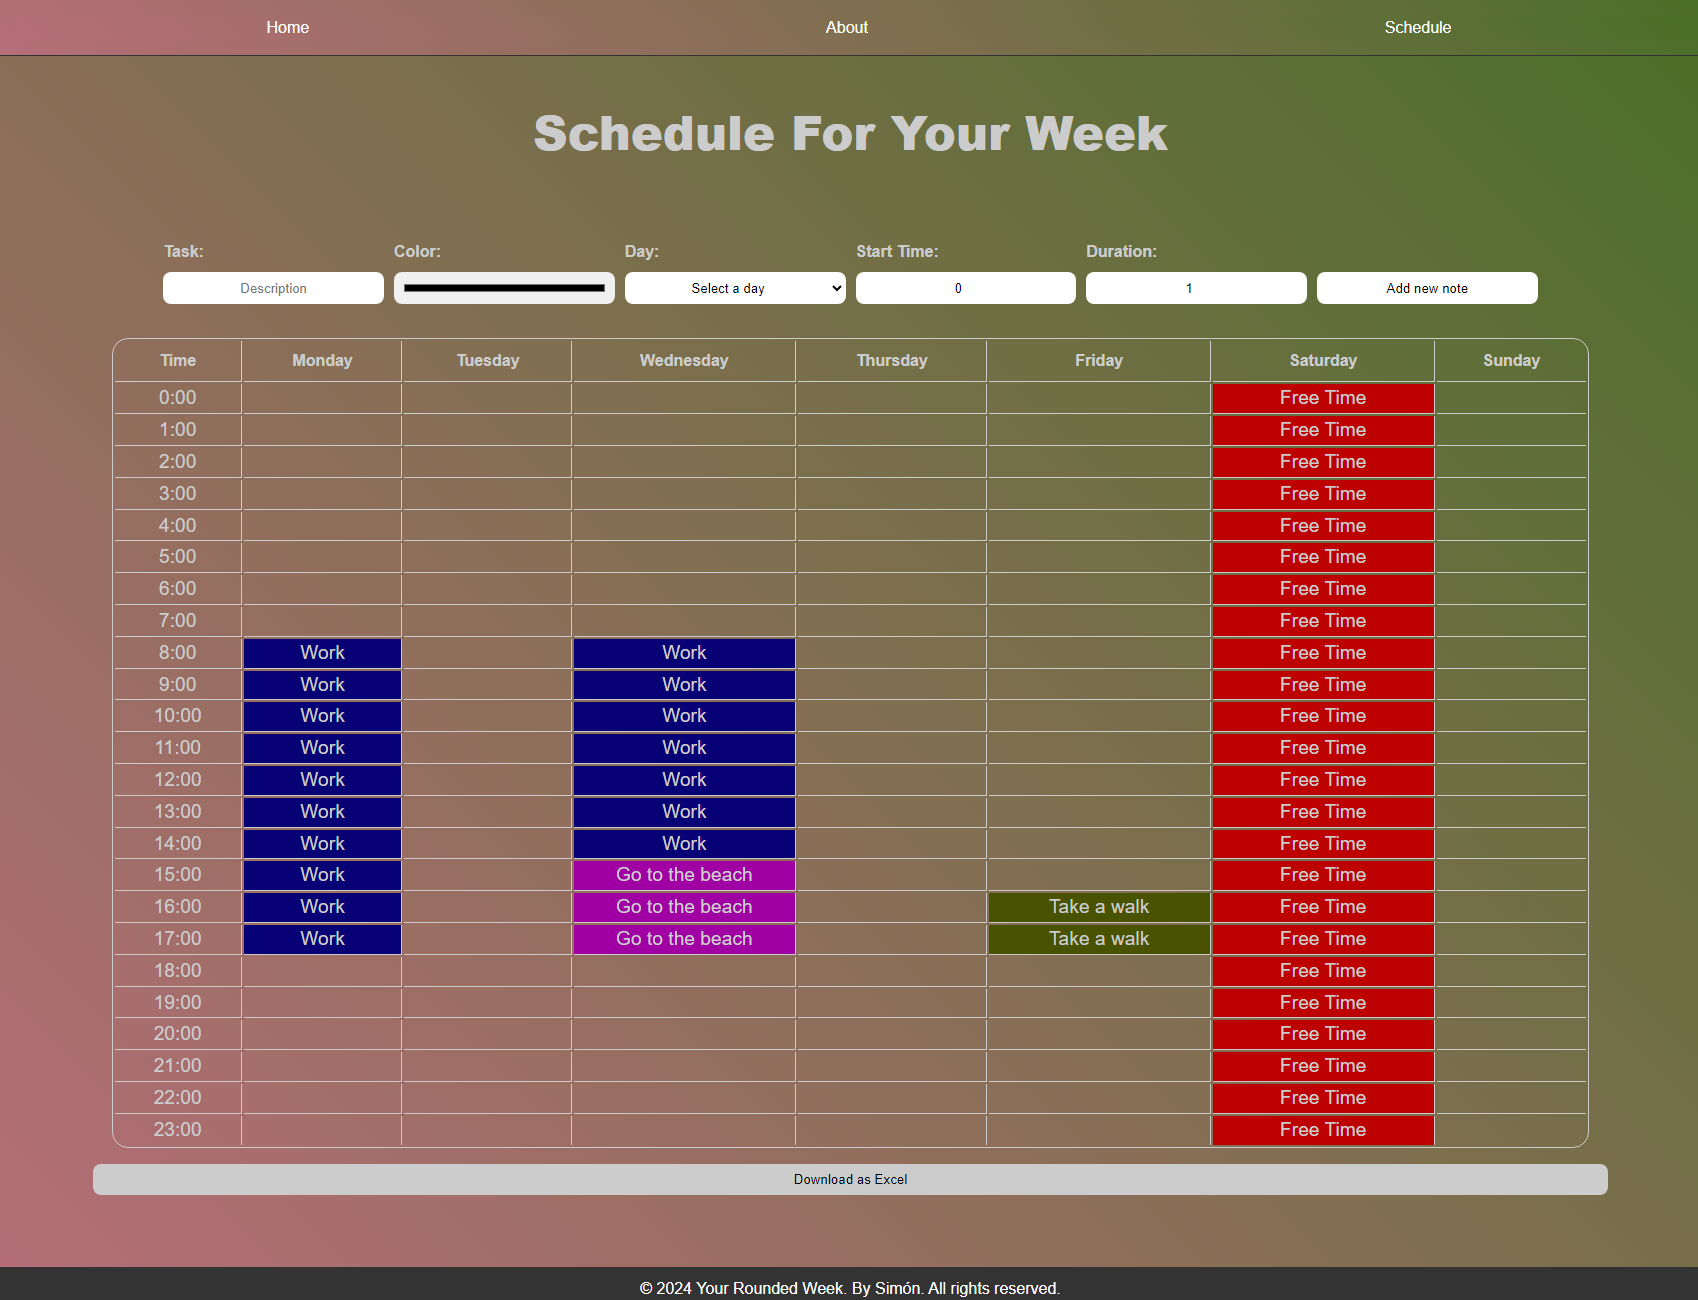 Home About Schedule
Schedule For Your Week
Task: Color: Day: Start Time: Duration:
Description Select a day 0 1 Add new note
Time Monday Tuesday Wednesday Thursday Friday Saturday Sunday
0:00 Free Time
1:00 Free Time
2:00 Free Time
3:00 Free Time
4:00 Free Time
5:00 Free Time
6:00 Free Time
7:00 Free Time
8:00 Work Work Free Time
9:00 Work Work Free Time
10:00 Work Work Free Time
11:00 Work Work Free Time
12:00 Work Work Free Time
13:00 Work Work Free Time
14:00 Work Work Free Time
15:00 Work Go to the beach Free Time
16:00 Work Go to the beach Take a walk Free Time
17:00 Work Go to the beach Take a walk Free Time
18:00 Free Time
19:00 Free Time
20:00 Free Time
21:00 Free Time
22:00 Free Time
23:00 Free Time
Download as Excel
© 2024 Your Rounded Week. By Simón. All rights reserved.